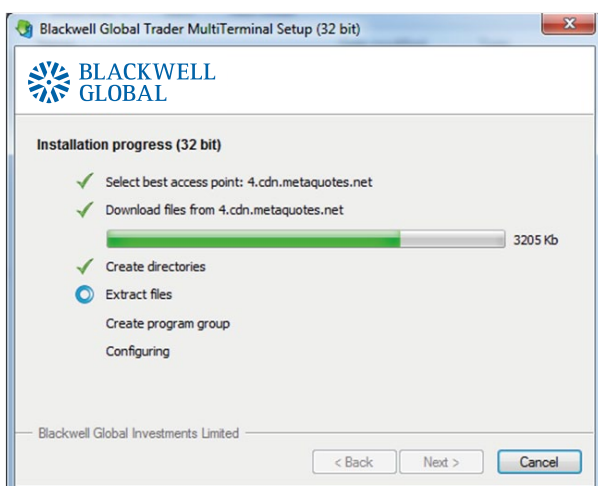 Blackwell Global Trader MultiTerminal Setup (32 bit)
BLACKWELL
GLOBAL
Installation progress (32 bit)
Select best access point: 4.cdn.metaquotes.net
Download files from 4.cdn.metaquotes.net
3205 Kb
Create directories
Extract files
Create program group
Configuring
Blackwell Global Investments Limited
< Back
Next >
Cancel